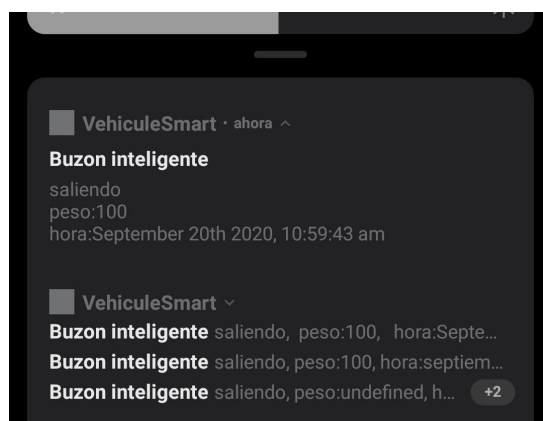 VehiculeSmart · ahora
Buzon inteligente
saliendo
peso:100
hora:September 20th 2020, 10:59:43 am
VehiculeSmart
Buzon inteligente saliendo, peso:100, hora:Septe...
Buzon inteligente saliendo, peso:100, hora:septiem...
Buzon inteligente saliendo, peso:undefined, h... +2